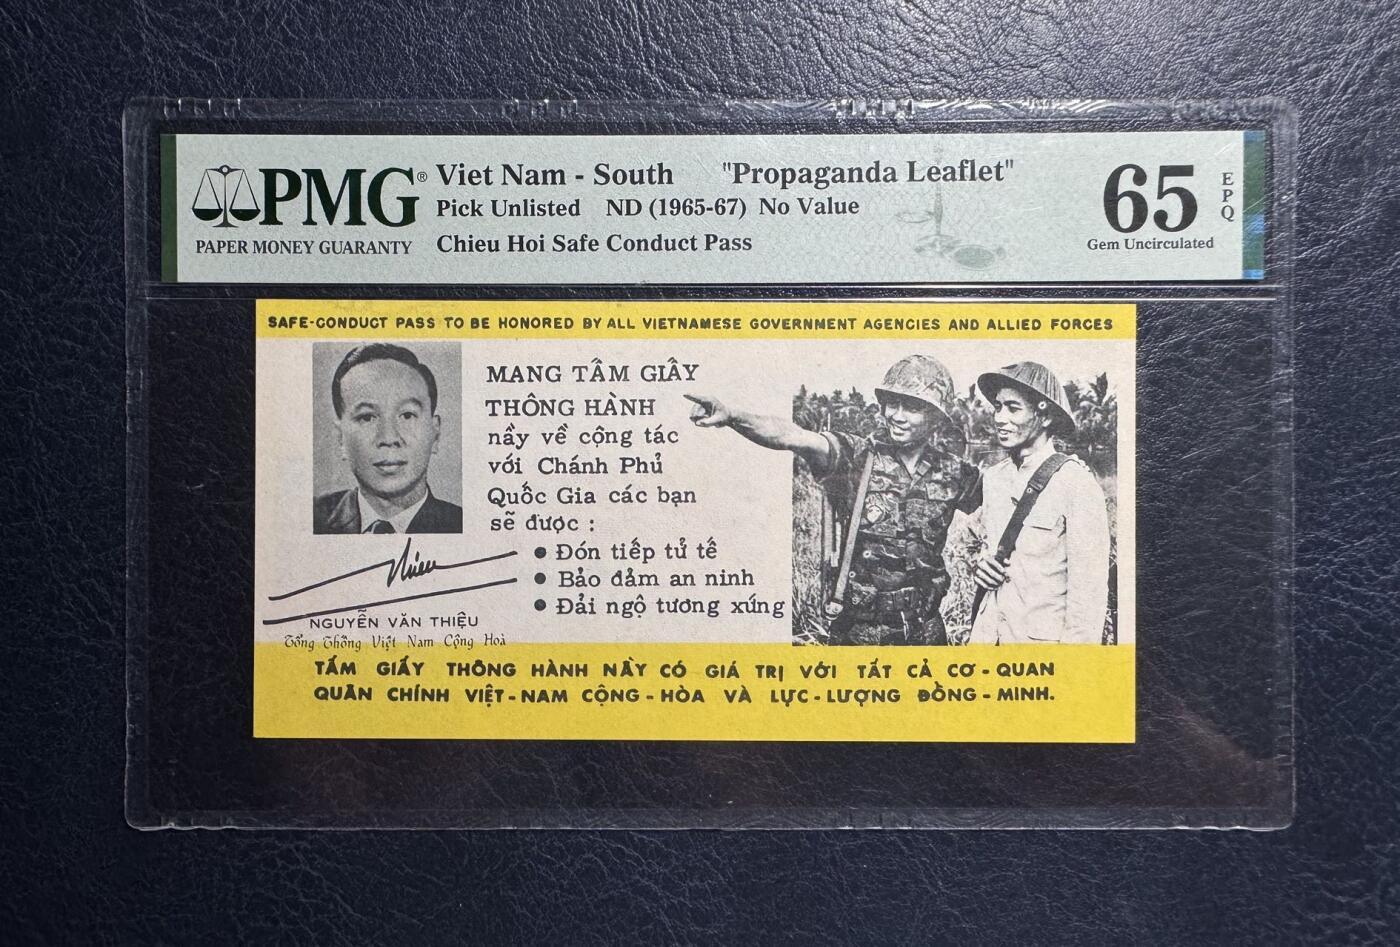 PMG®
PAPER MONEY GUARANTY
Viet Nam - South "Propaganda Leaflet"
Pick Unlisted ND (1965-67) No Value
Chieu Hoi Safe Conduct Pass
65
EPQ
Gem Uncirculated
SAFE-CONDUCT PASS TO BE HONORED BY ALL VIETNAMESE GOVERNMENT AGENCIES AND ALLIED FORCES
MANG TẤM GIẤY
THÔNG HÀNH
nầy về cộng tác
với Chánh Phủ
Quốc Gia các bạn
sẽ được :
● Đón tiếp tử tế
● Bảo đảm an ninh
● Đải ngộ tương xứng
NGUYỄN VĂN THIỆU
Tổng Thống Việt Nam Cộng Hoà
TẤM GIẤY THÔNG HÀNH NẦY CÓ GIÁ TRỊ VỚI TẤT CẢ CƠ - QUAN
QUÂN CHÍNH VIỆT - NAM CỘNG - HÒA VÀ LỰC - LƯỢNG ĐỒNG - MINH.